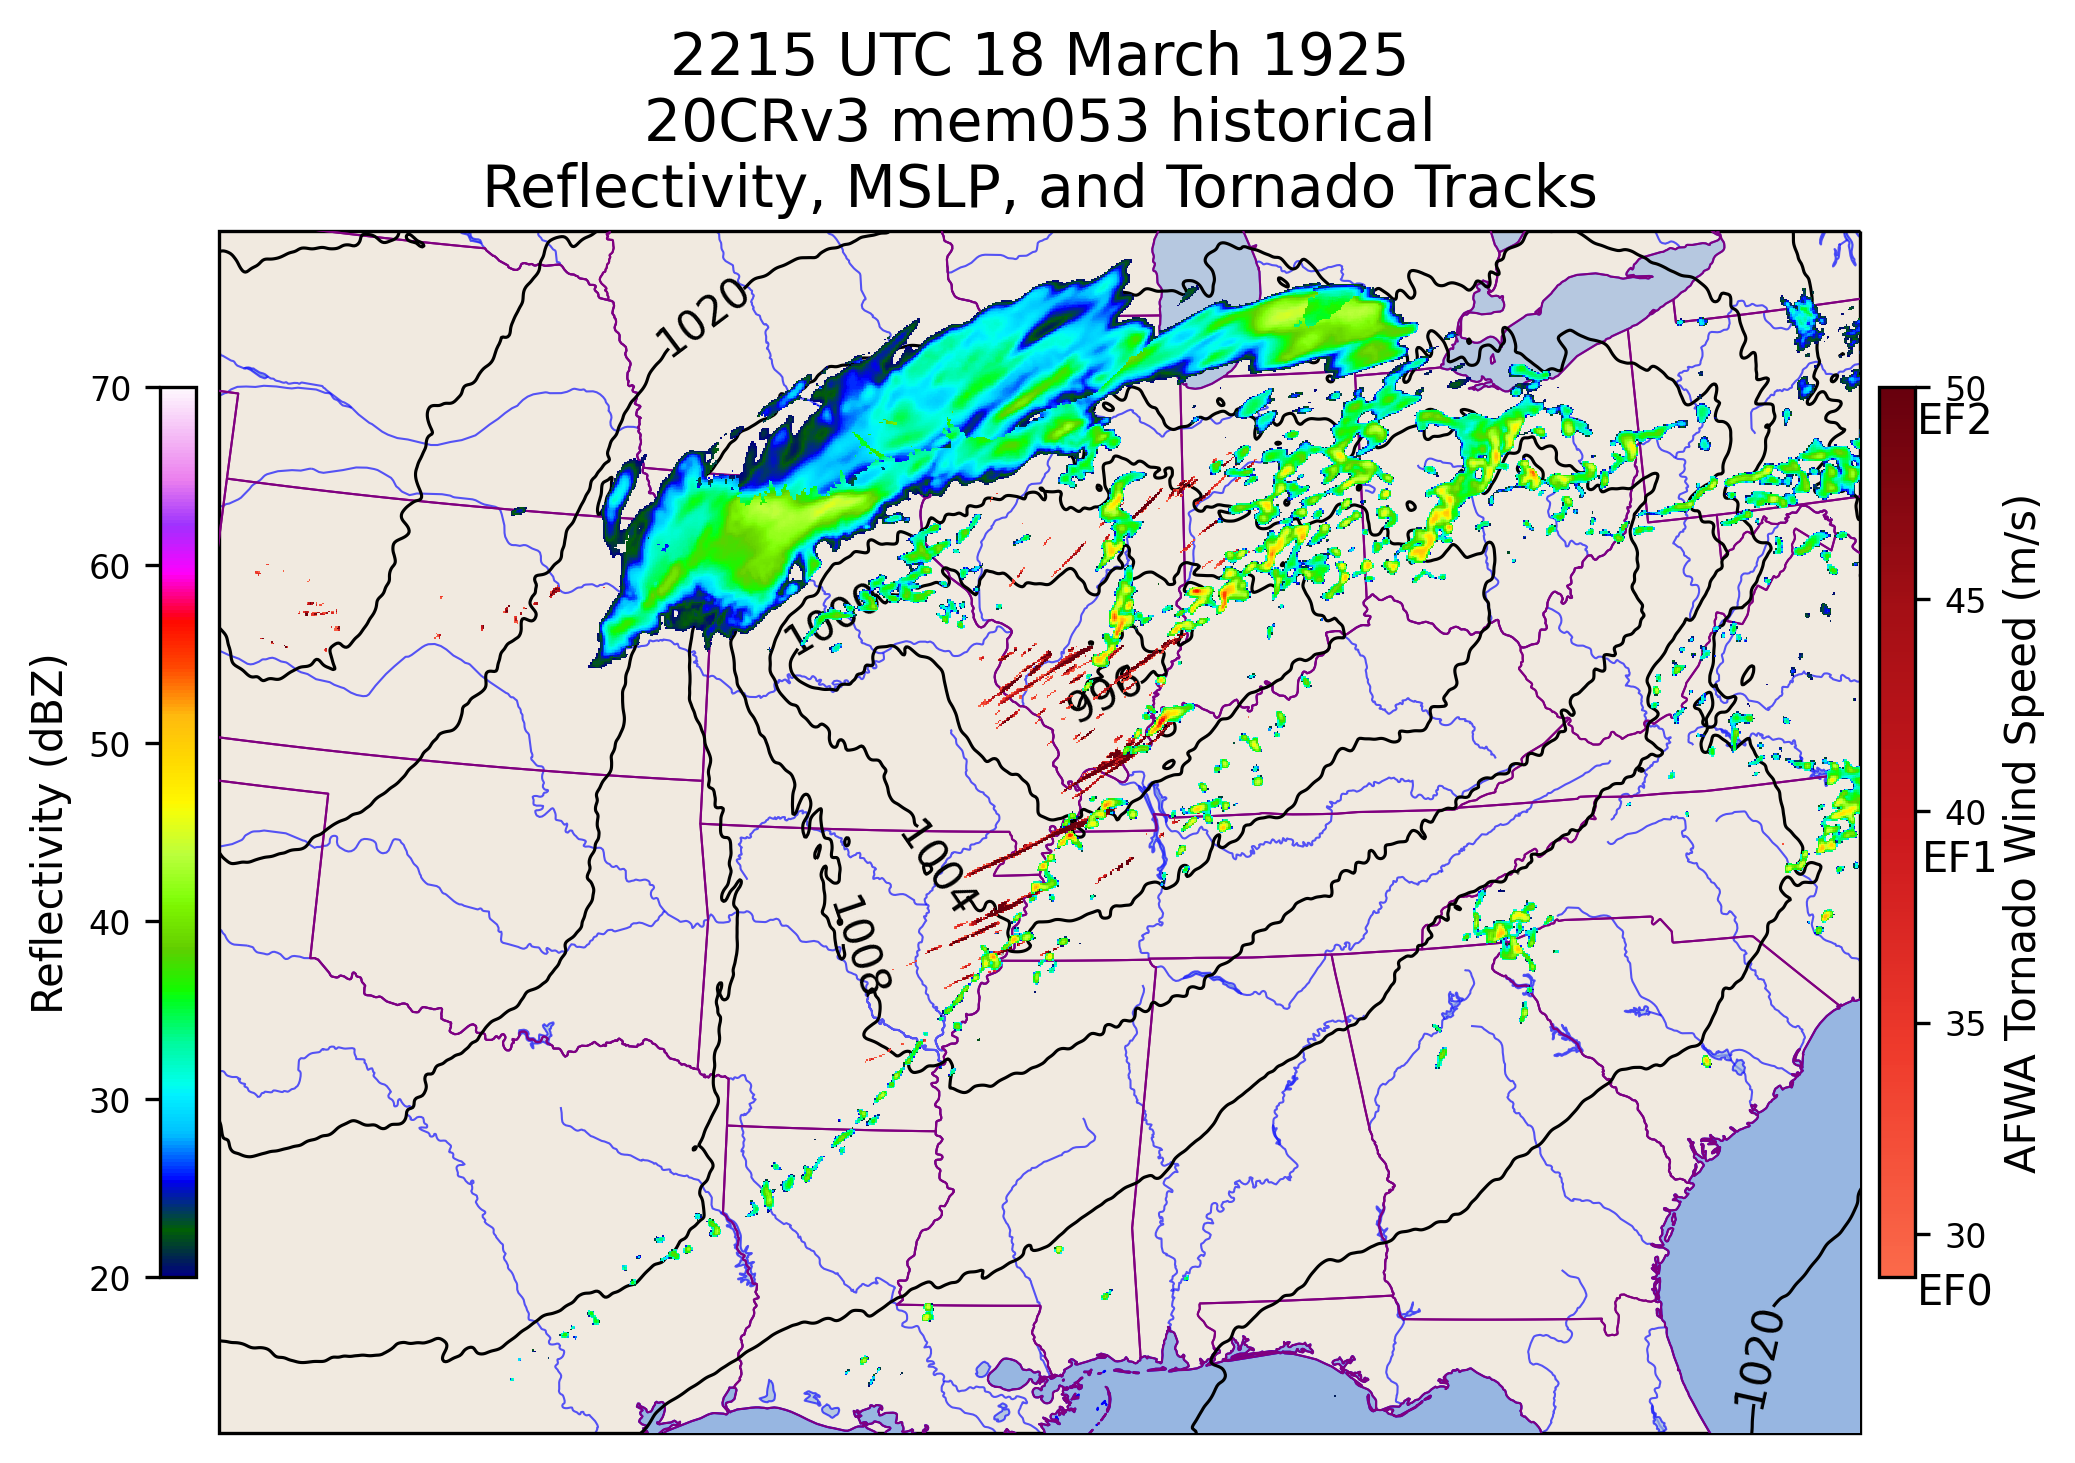 2215 UTC 18 March 1925
20CRv3 mem053 historical
Reflectivity, MSLP, and Tornado Tracks
1020
70
60
50
40
30
20
Reflectivity (dBZ)
996
1004
1008
1020
50
EF2
45
40
EF1
35
30
EF0
AFWA Tornado Wind Speed (m/s)